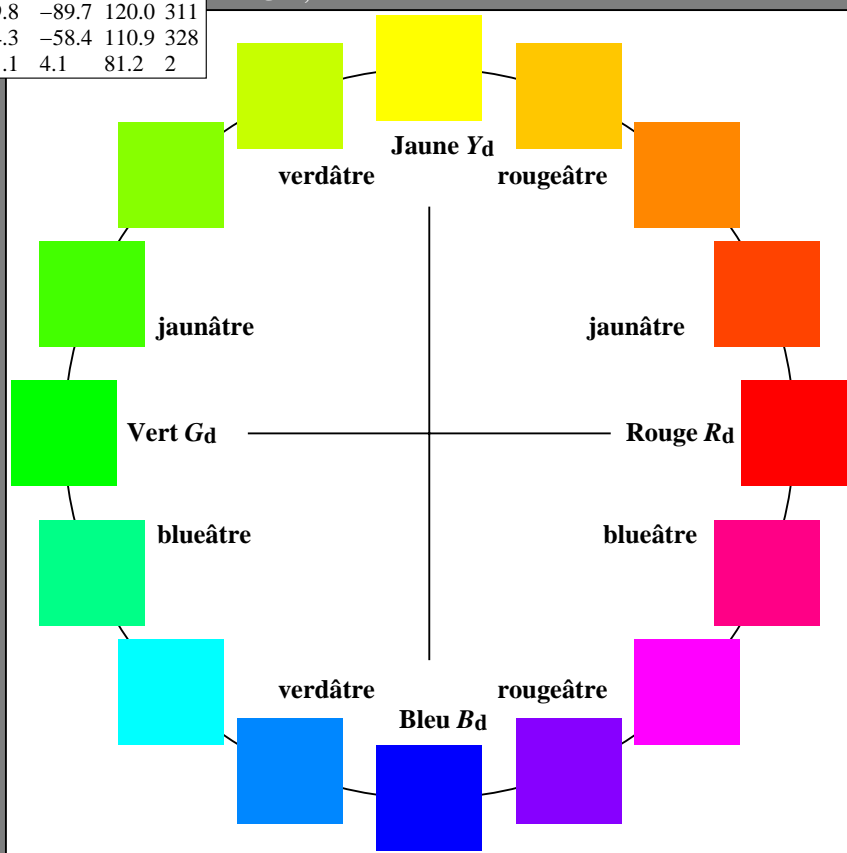 −89.7 120.0 311
−58.4 110.9 328
4.1 81.2 2
Jaune Yd
verdâtre rougeâtre
jaunâtre jaunâtre
Vert Gd Rouge Rd
blueâtre blueâtre
verdâtre rougeâtre
Bleu Bd